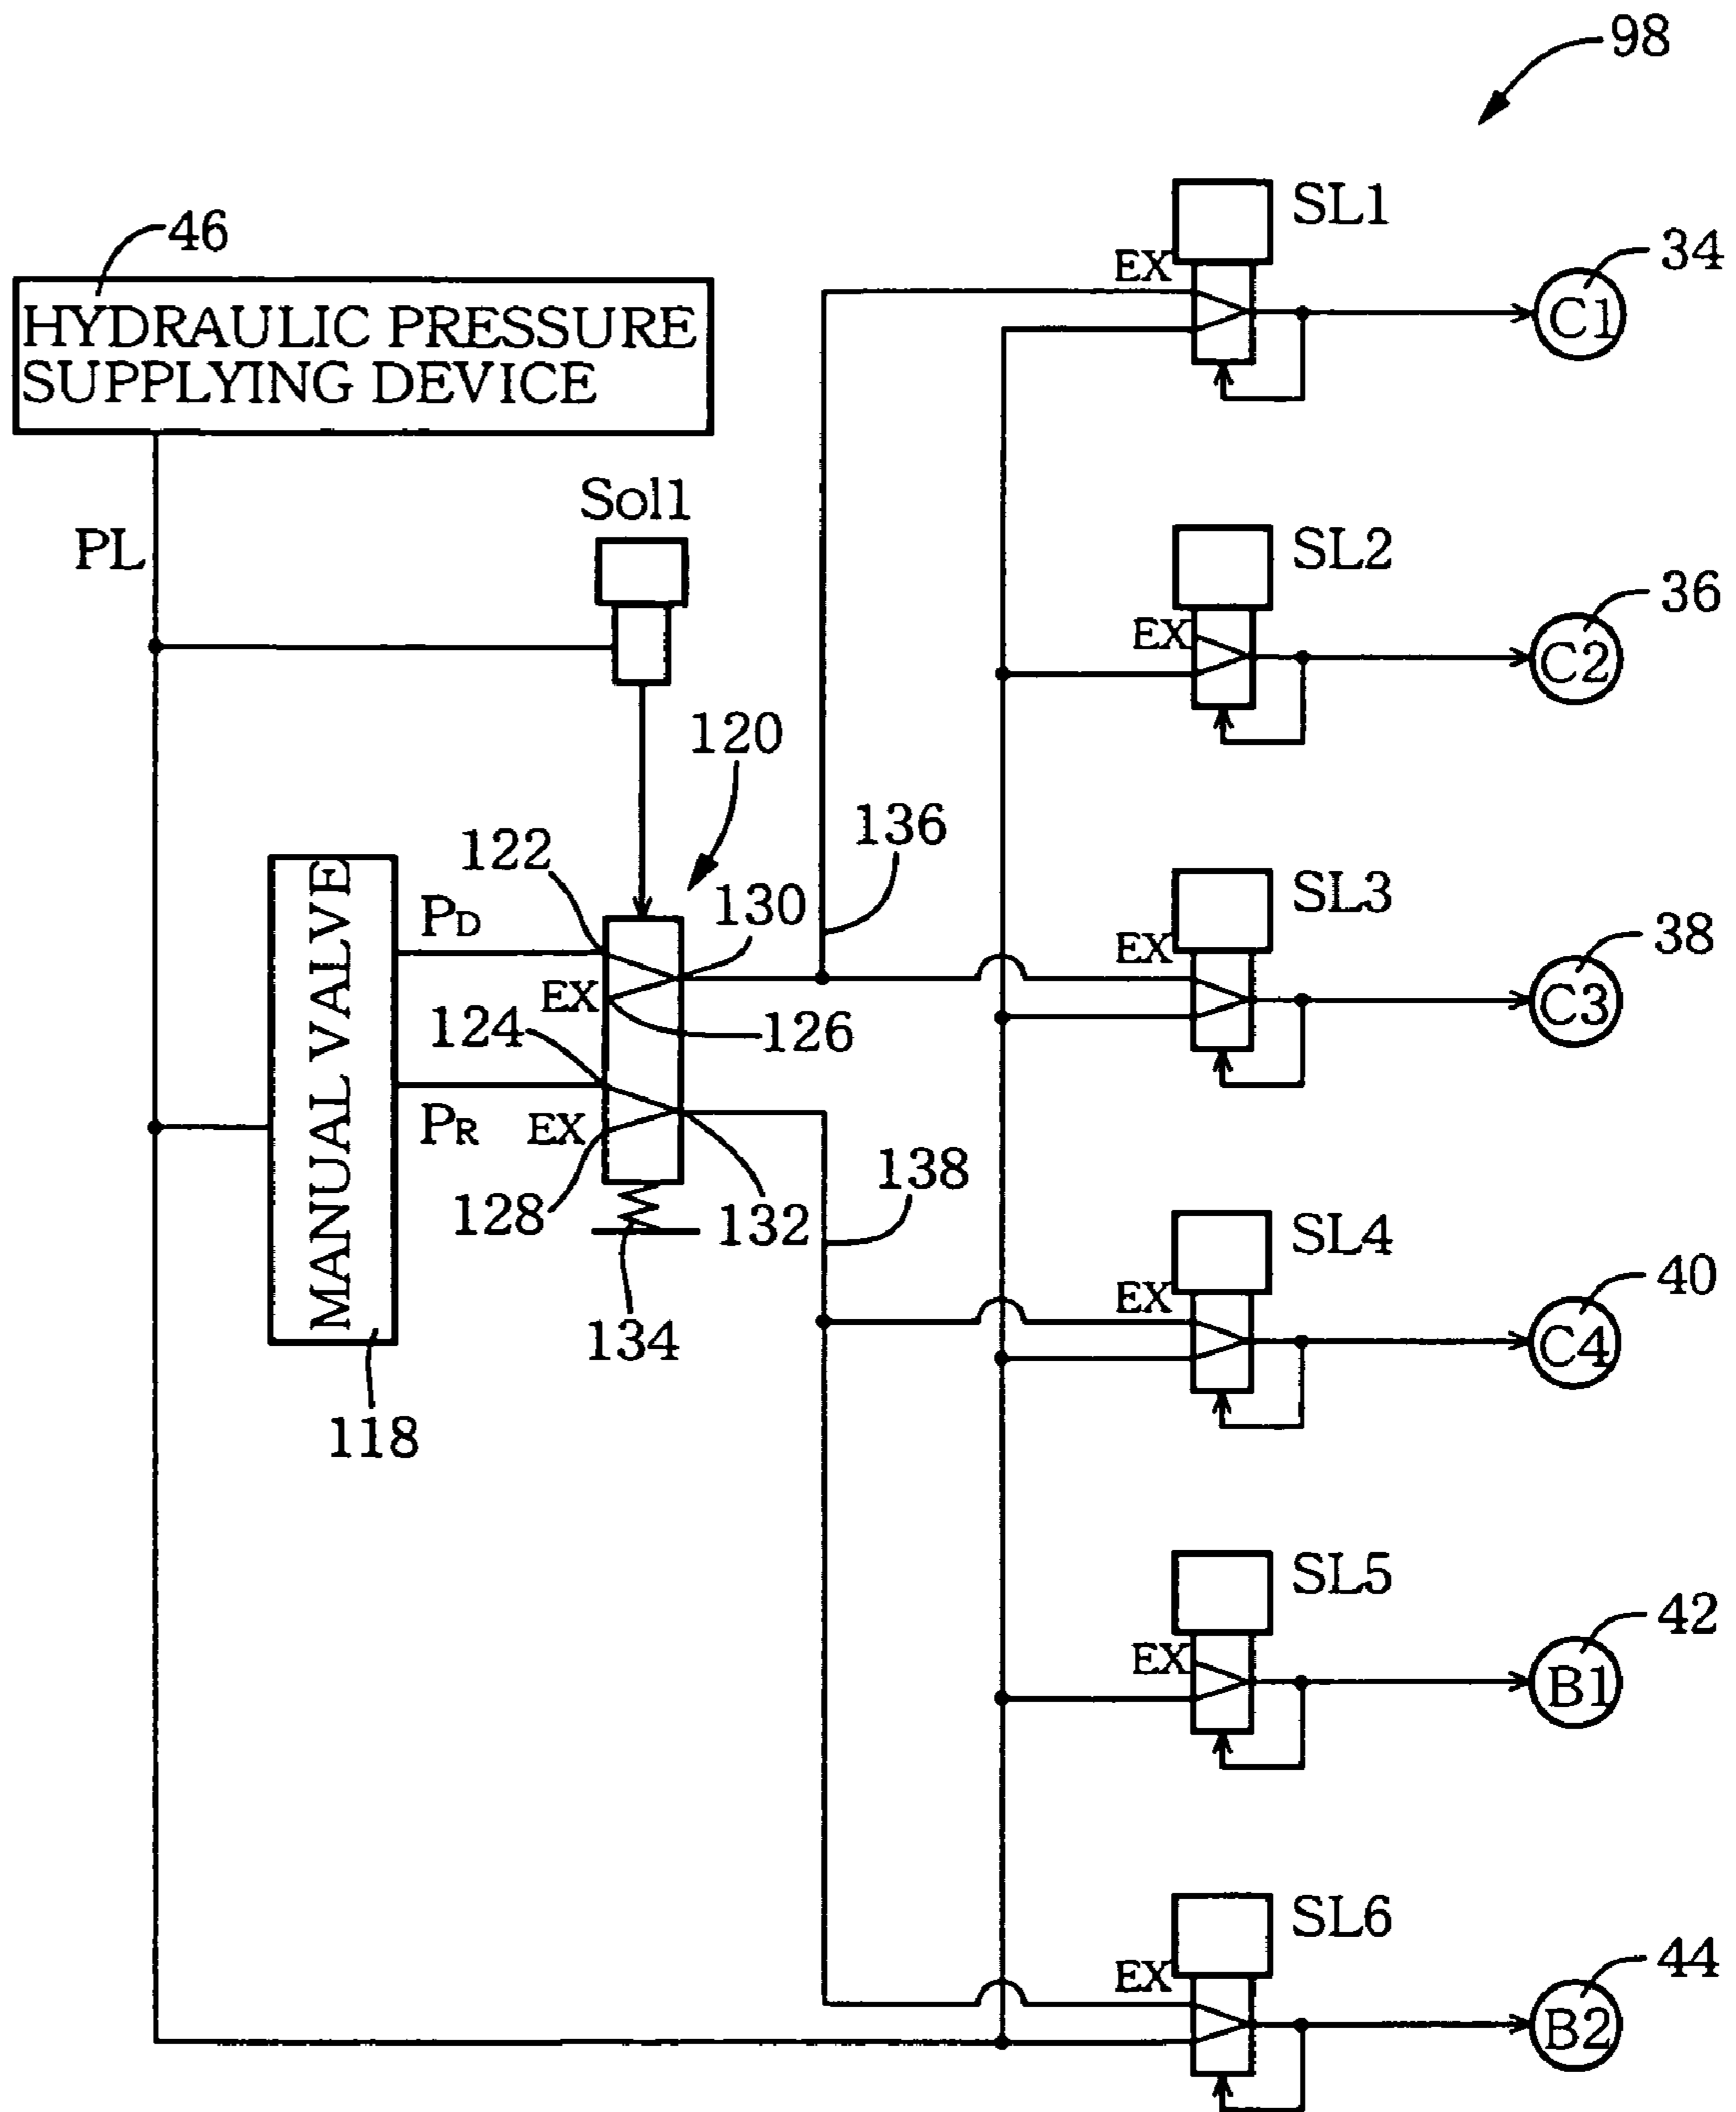 98
46
HYDRAULIC PRESSURE
SUPPLYING DEVICE
SL1
EX
34
C1
Sol1
PL
SL2
EX
36
C2
120
136
122
130
PD
EX
126
124
PR
EX
128
132
134
138
MANUAL VALVE
118
SL3
EX
38
C3
SL4
EX
40
C4
SL5
EX
42
B1
SL6
EX
44
B2